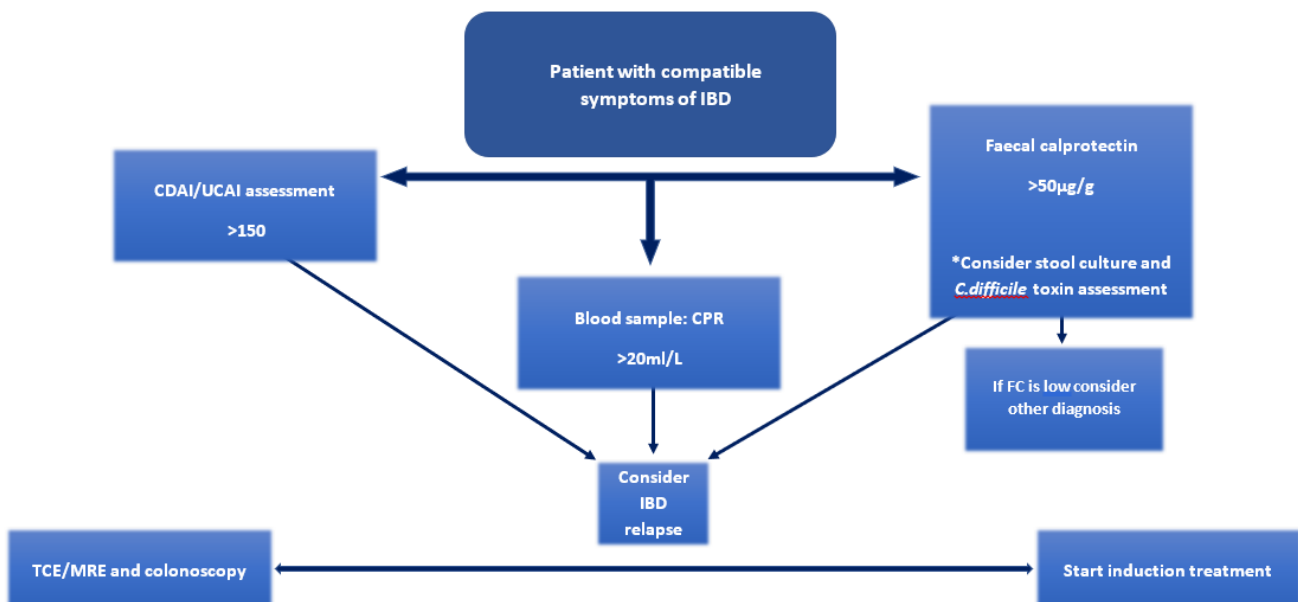 Patient with compatible
symptoms of IBD
CDAI/UCAI assessment
>150
Blood sample: CPR
>20ml/L
Faecal calprotectin
>50µg/g
*Consider stool culture and
C.difficile toxin assessment
If FC is low consider
other diagnosis
Consider
IBD
relapse
TCE/MRE and colonoscopy
Start induction treatment